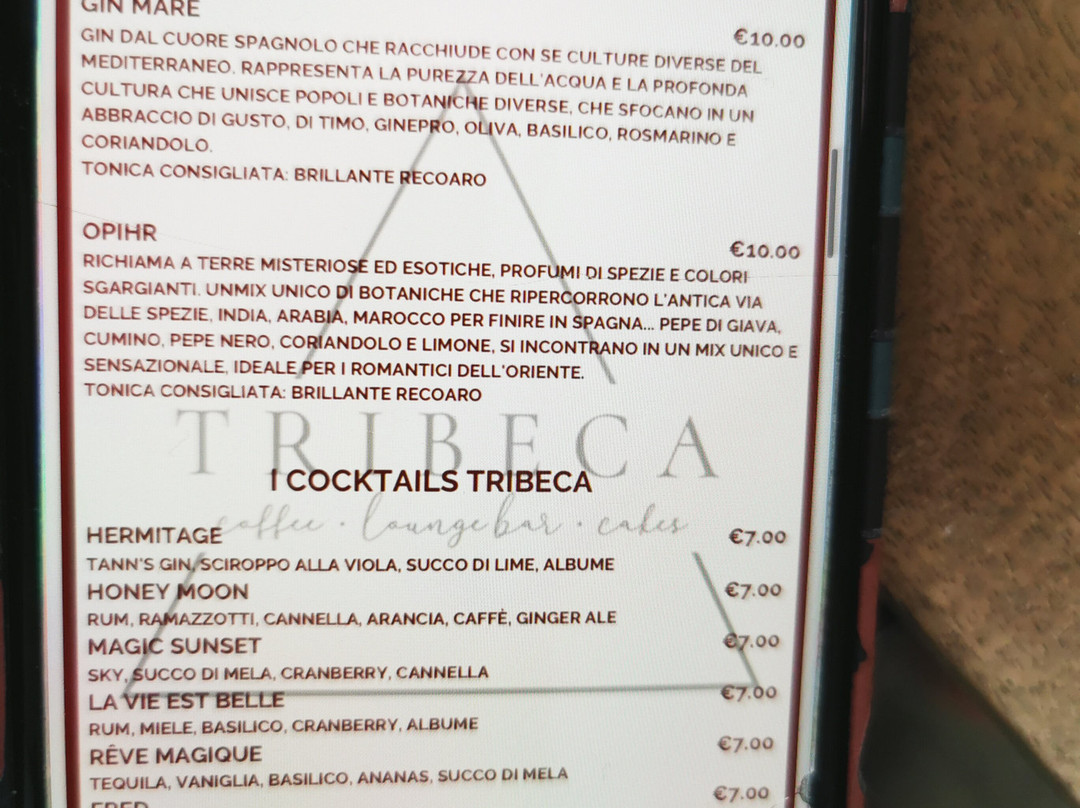 GIN MARE
€10.00
GIN DAL CUORE SPAGNOLO CHE RACCHIUDE CON SE CULTURE DIVERSE DEL
MEDITERRANEO. RAPPRESENTA LA PUREZZA DELL'ACQUA E LA PROFONDA
CULTURA CHE UNISCE POPOLI E BOTANICHE DIVERSE, CHE SFOCANO IN UN
ABBRACCIO DI GUSTO, DI TIMO, GINEPRO, OLIVA, BASILICO, ROSMARINO E
CORIANDOLO.
TONICA CONSIGLIATA: BRILLANTE RECOARO
OPIHR
€10.00
RICHIAMA A TERRE MISTERIOSE ED ESOTICHE, PROFUMI DI SPEZIE E COLORI
SGARGIANTI. UNMIX UNICO DI BOTANICHE CHE RIPERCORRONO L'ANTICA VIA
DELLE SPEZIE, INDIA, ARABIA, MAROCCO PER FINIRE IN SPAGNA... PEPE DI GIAVA,
CUMINO, PEPE NERO, CORIANDOLO E LIMONE, SI INCONTRANO IN UN MIX UNICO E
SENSAZIONALE, IDEALE PER I ROMANTICI DELL'ORIENTE.
TONICA CONSIGLIATA: BRILLANTE RECOARO
TRIBECA
I COCKTAILS TRIBECA
coffee · lounge bar · cakes
HERMITAGE €7.00
TANN'S GIN, SCIROPPO ALLA VIOLA, SUCCO DI LIME, ALBUME
HONEY MOON €7.00
RUM, RAMAZZOTTI, CANNELLA, ARANCIA, CAFFÈ, GINGER ALE
MAGIC SUNSET €7.00
SKY, SUCCO DI MELA, CRANBERRY, CANNELLA
LA VIE EST BELLE €7.00
RUM, MIELE, BASILICO, CRANBERRY, ALBUME
RÊVE MAGIQUE €7.00
TEQUILA, VANIGLIA, BASILICO, ANANAS, SUCCO DI MELA
€7.00